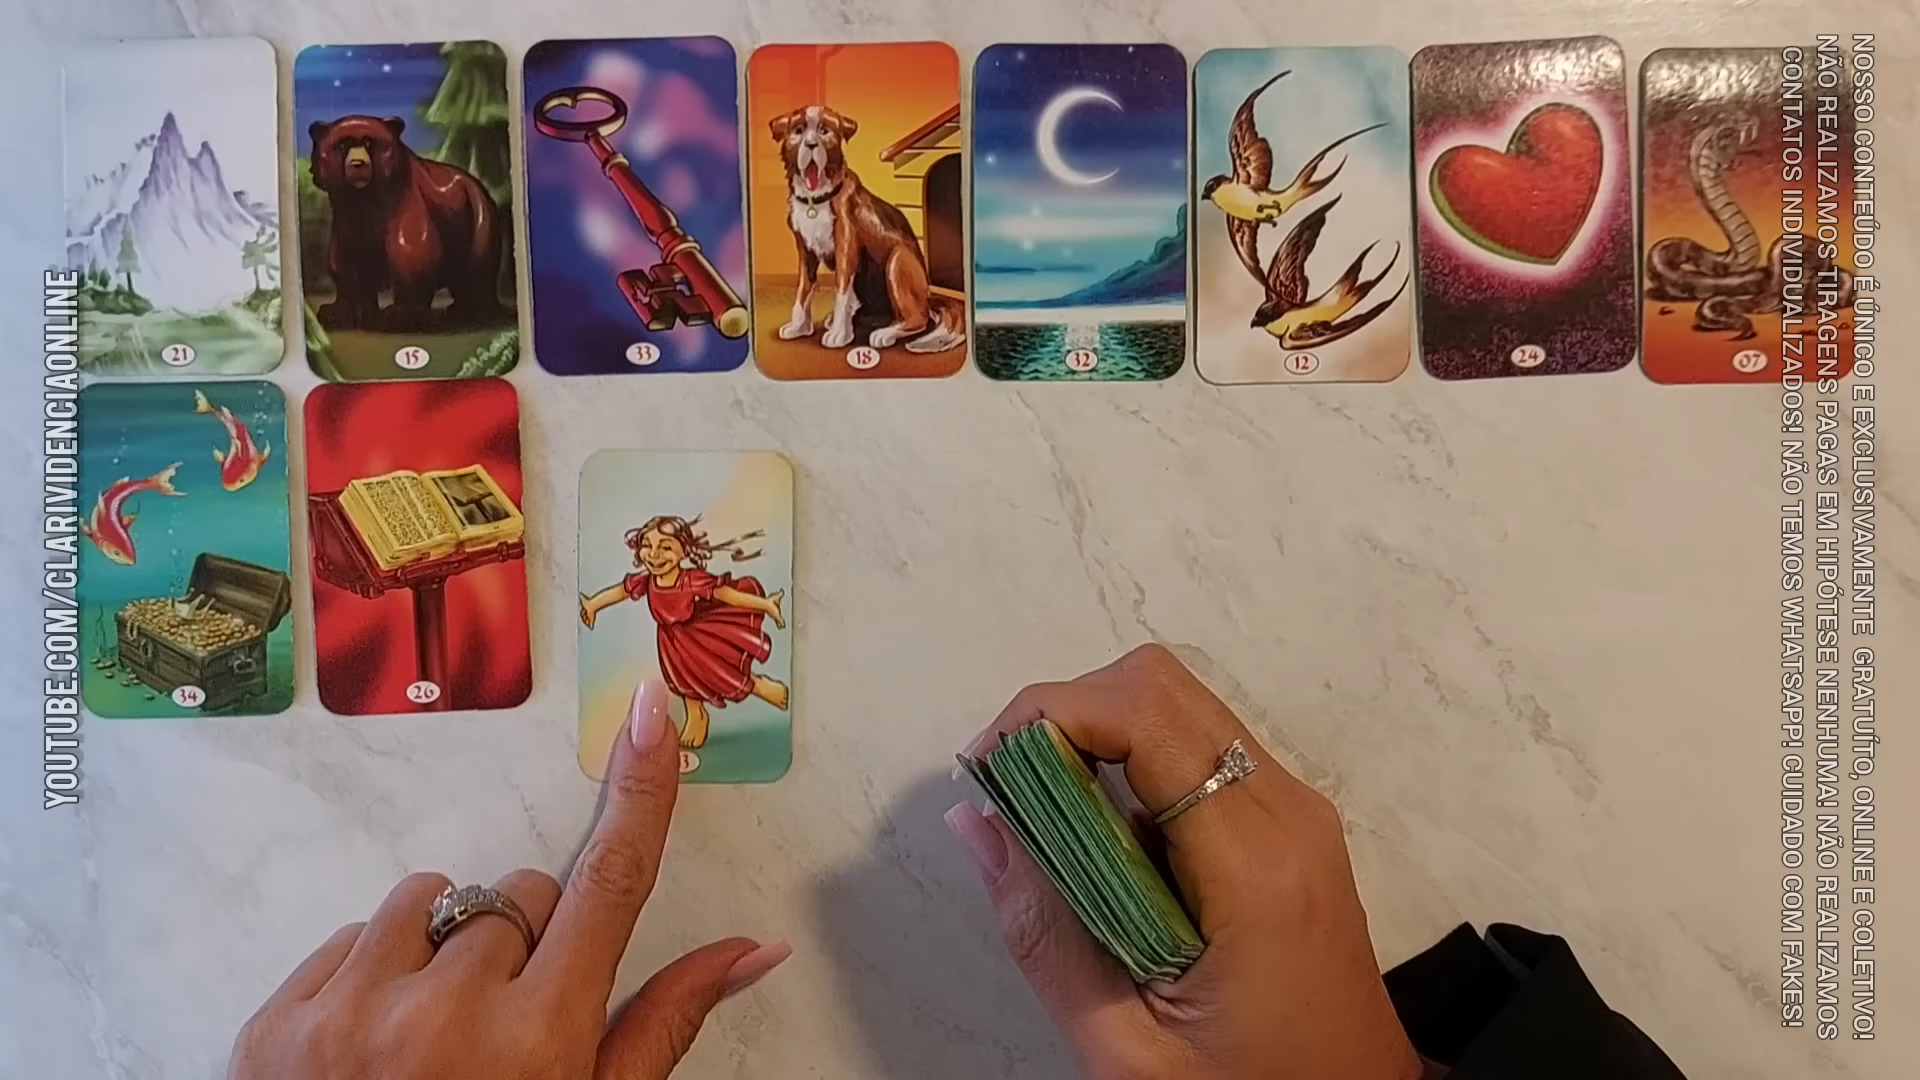 YOUTUBE.COM/CLARIVIDENCIAONLINE
21
15
33
18
32
12
24
07
34
26
3
NOSSO CONTEÚDO É ÚNICO E EXCLUSIVAMENTE GRATUÍTO, ONLINE E COLETIVO!
NÃO REALIZAMOS TIRAGENS PAGAS EM HIPÓTESE NENHUMA! NÃO REALIZAMOS
CONTATOS INDIVIDUALIZADOS! NÃO TEMOS WHATSAPP! CUIDADO COM FAKES!